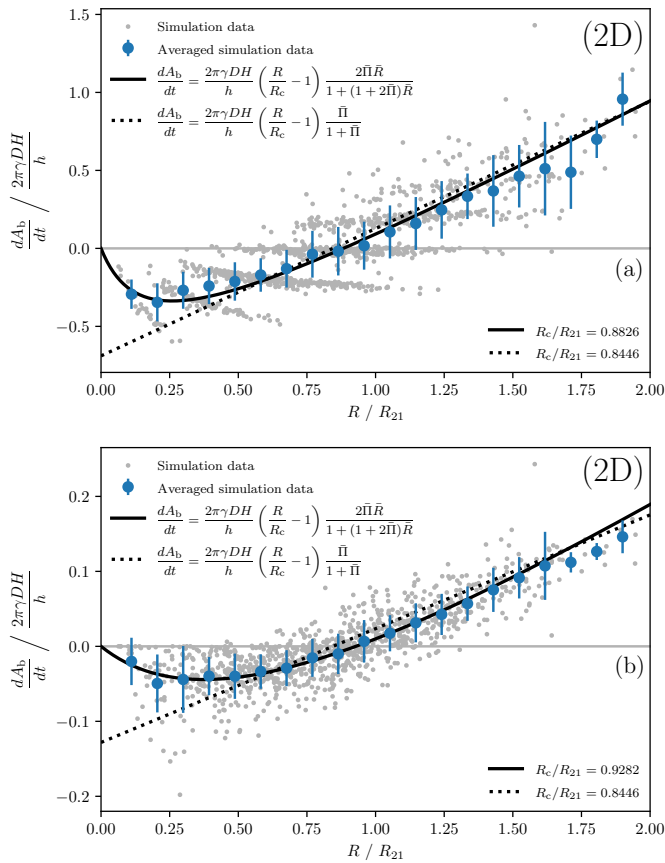 (2D)
Simulation data
Averaged simulation data
dA_b/dt = 2πγDH/h (R/R_c − 1) 2Π̄R̄/(1+(1+2Π̄)R̄)
dA_b/dt = 2πγDH/h (R/R_c − 1) Π̄/(1+Π̄)
dA_b/dt / 2πγDH/h
1.5
1.0
0.5
0.0
−0.5
(a)
R_c/R_21 = 0.8826
R_c/R_21 = 0.8446
0.00 0.25 0.50 0.75 1.00 1.25 1.50 1.75 2.00
R / R_21
(2D)
Simulation data
Averaged simulation data
dA_b/dt = 2πγDH/h (R/R_c − 1) 2Π̄R̄/(1+(1+2Π̄)R̄)
dA_b/dt = 2πγDH/h (R/R_c − 1) Π̄/(1+Π̄)
dA_b/dt / 2πγDH/h
0.2
0.1
0.0
−0.1
−0.2
(b)
R_c/R_21 = 0.9282
R_c/R_21 = 0.8446
0.00 0.25 0.50 0.75 1.00 1.25 1.50 1.75 2.00
R / R_21